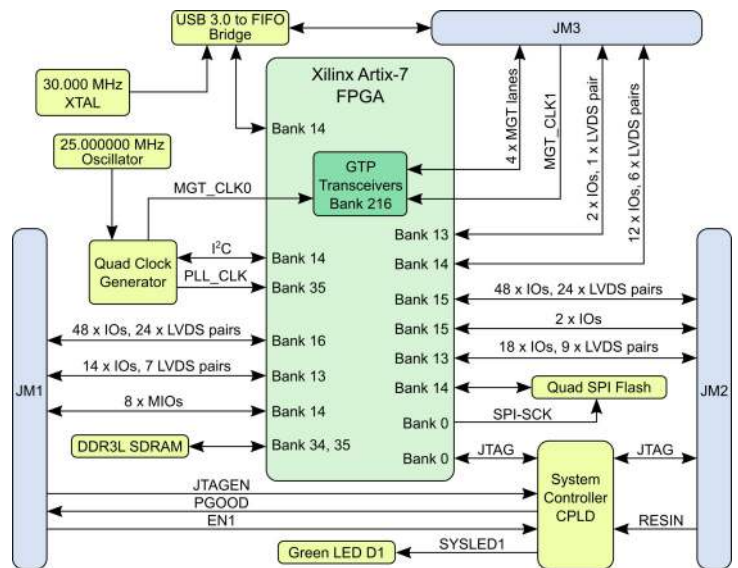 USB 3.0 to FIFO
Bridge
JM3
30.000 MHz
XTAL
Xilinx Artix-7
FPGA
Bank 14
25.000000 MHz
Oscillator
GTP
Transceivers
Bank 216
4 x MGT lanes
MGT_CLK1
2 x IOs, 1 x LVDS pair
12 x IOs, 6 x LVDS pairs
MGT_CLK0
Quad Clock
Generator
I²C
PLL_CLK
Bank 14
Bank 35
Bank 13
Bank 14
Bank 15
48 x IOs, 24 x LVDS pairs
Bank 15
2 x IOs
Bank 13
18 x IOs, 9 x LVDS pairs
48 x IOs, 24 x LVDS pairs
Bank 16
14 x IOs, 7 LVDS pairs
Bank 13
8 x MIOs
Bank 14
JM1
JM2
Bank 14
Quad SPI Flash
Bank 0
SPI-SCK
DDR3L SDRAM
Bank 34, 35
Bank 0
JTAG
JTAG
System
Controller
CPLD
JTAGEN
PGOOD
EN1
RESIN
Green LED D1
SYSLED1